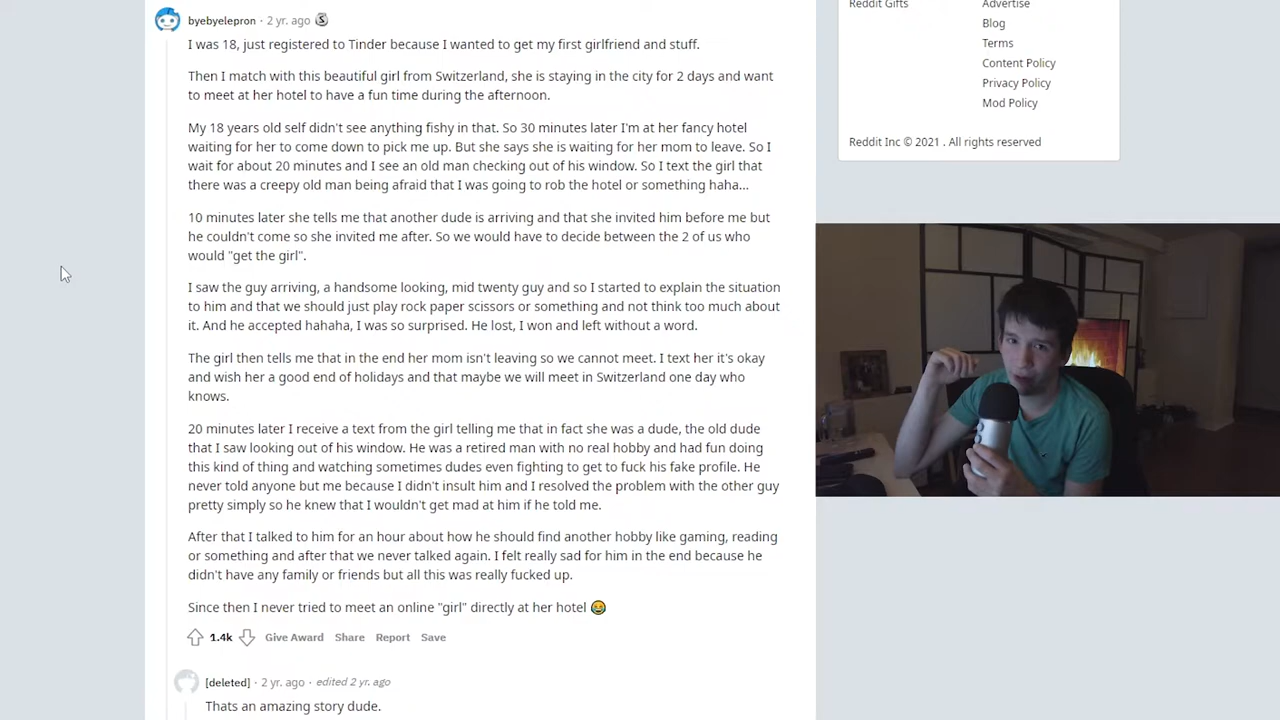 byebyelepron · 2 yr. ago
I was 18, just registered to Tinder because I wanted to get my first girlfriend and stuff.
Then I match with this beautiful girl from Switzerland, she is staying in the city for 2 days and want
to meet at her hotel to have a fun time during the afternoon.
My 18 years old self didn't see anything fishy in that. So 30 minutes later I'm at her fancy hotel
waiting for her to come down to pick me up. But she says she is waiting for her mom to leave. So I
wait for about 20 minutes and I see an old man checking out of his window. So I text the girl that
there was a creepy old man being afraid that I was going to rob the hotel or something haha...
10 minutes later she tells me that another dude is arriving and that she invited him before me but
he couldn't come so she invited me after. So we would have to decide between the 2 of us who
would "get the girl".
I saw the guy arriving, a handsome looking, mid twenty guy and so I started to explain the situation
to him and that we should just play rock paper scissors or something and not think too much about
it. And he accepted hahaha, I was so surprised. He lost, I won and left without a word.
The girl then tells me that in the end her mom isn't leaving so we cannot meet. I text her it's okay
and wish her a good end of holidays and that maybe we will meet in Switzerland one day who
knows.
20 minutes later I receive a text from the girl telling me that in fact she was a dude, the old dude
that I saw looking out of his window. He was a retired man with no real hobby and had fun doing
this kind of thing and watching sometimes dudes even fighting to get to fuck his fake profile. He
never told anyone but me because I didn't insult him and I resolved the problem with the other guy
pretty simply so he knew that I wouldn't get mad at him if he told me.
After that I talked to him for an hour about how he should find another hobby like gaming, reading
or something and after that we never talked again. I felt really sad for him in the end because he
didn't have any family or friends but all this was really fucked up.
Since then I never tried to meet an online "girl" directly at her hotel 😂
1.4k Give Award Share Report Save
[deleted] · 2 yr. ago · edited 2 yr. ago
Thats an amazing story dude.
Reddit Gifts
Advertise
Blog
Terms
Content Policy
Privacy Policy
Mod Policy
Reddit Inc © 2021 . All rights reserved